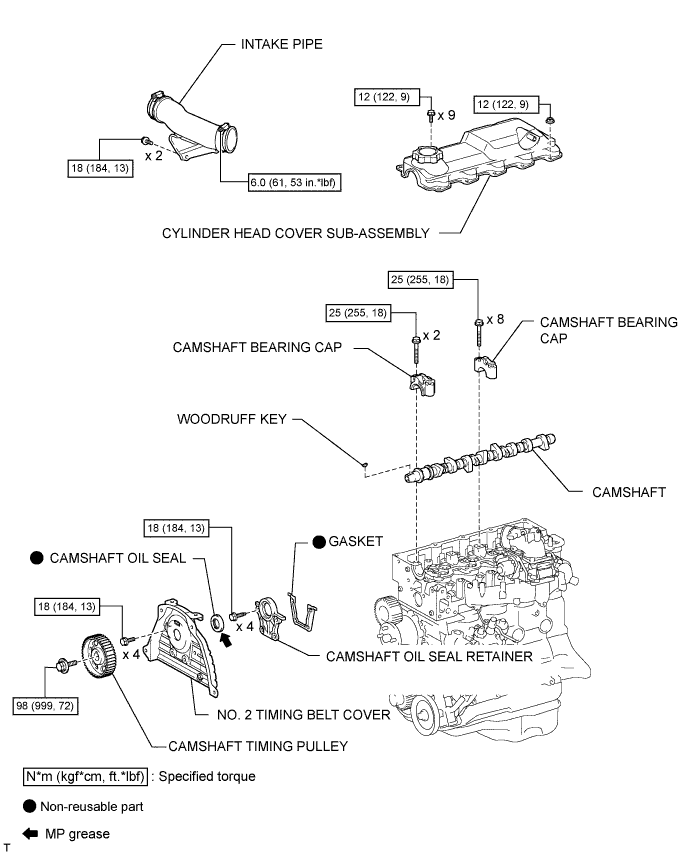 INTAKE PIPE
12 (122, 9)
x 9
12 (122, 9)
x 2
18 (184, 13)
6.0 (61, 53 in.*lbf)
CYLINDER HEAD COVER SUB-ASSEMBLY
25 (255, 18)
25 (255, 18)
x 8
CAMSHAFT BEARING
CAP
x 2
CAMSHAFT BEARING CAP
WOODRUFF KEY
CAMSHAFT
18 (184, 13)
GASKET
CAMSHAFT OIL SEAL
18 (184, 13)
x 4
x 4
CAMSHAFT OIL SEAL RETAINER
98 (999, 72)
NO. 2 TIMING BELT COVER
CAMSHAFT TIMING PULLEY
N*m (kgf*cm, ft.*lbf) : Specified torque
Non-reusable part
MP grease
T